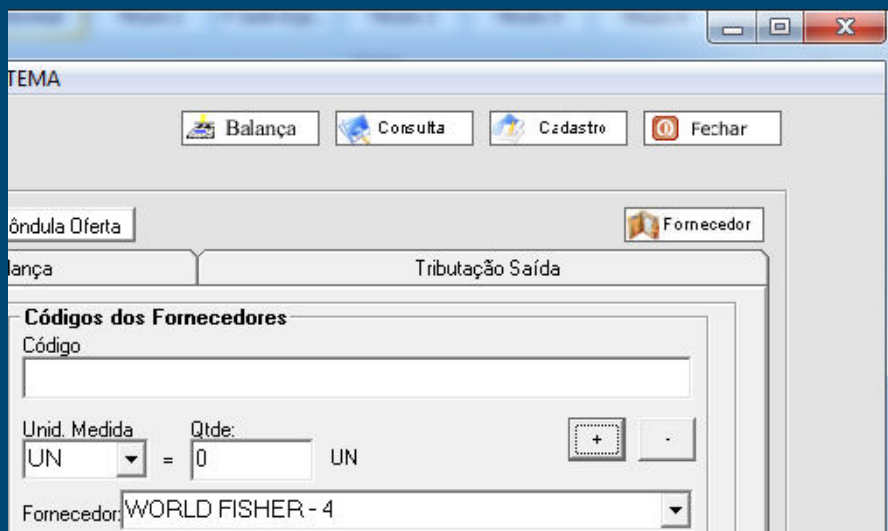 TEMA
Balança Consulta Cadastro Fechar
ôndula Oferta Fornecedor
lança Tributação Saída
Códigos dos Fornecedores
Código
Unid. Medida Qtde:
UN = 0 UN + -
Fornecedor: WORLD FISHER - 4